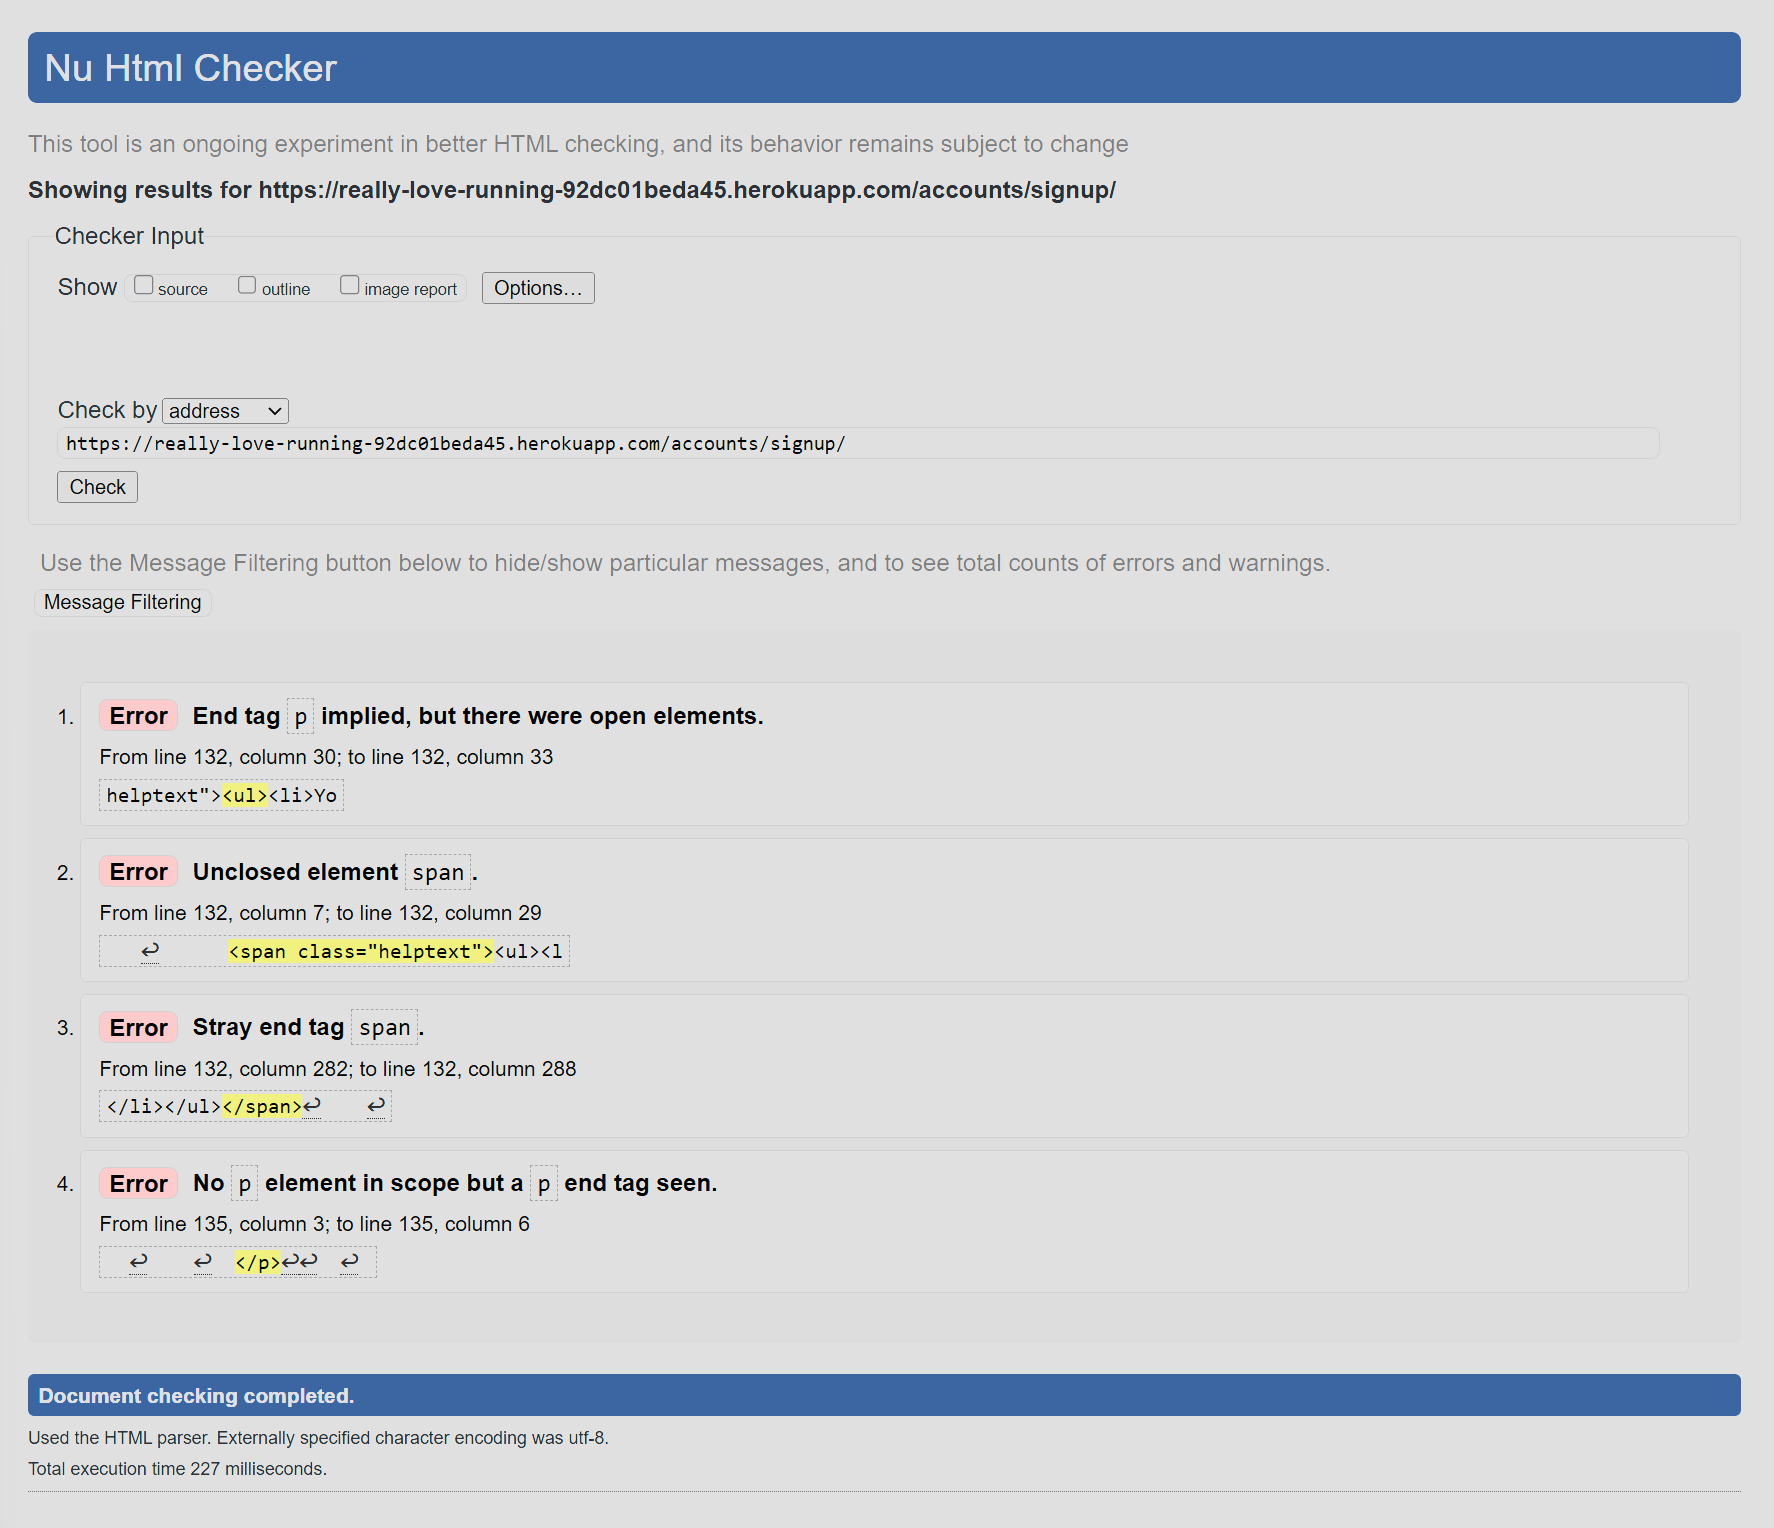 Nu Html Checker
This tool is an ongoing experiment in better HTML checking, and its behavior remains subject to change
Showing results for https://really-love-running-92dc01beda45.herokuapp.com/accounts/signup/
Checker Input
Show source outline image report Options...
Check by address
https://really-love-running-92dc01beda45.herokuapp.com/accounts/signup/
Check
Use the Message Filtering button below to hide/show particular messages, and to see total counts of errors and warnings.
Message Filtering
1. Error End tag p implied, but there were open elements.
From line 132, column 30; to line 132, column 33
helptext"><ul><li>Yo
2. Error Unclosed element span.
From line 132, column 7; to line 132, column 29
↩ <span class="helptext"><ul><l
3. Error Stray end tag span.
From line 132, column 282; to line 132, column 288
</li></ul></span>↩ ↩
4. Error No p element in scope but a p end tag seen.
From line 135, column 3; to line 135, column 6
↩ ↩ </p>↩↩ ↩
Document checking completed.
Used the HTML parser. Externally specified character encoding was utf-8.
Total execution time 227 milliseconds.